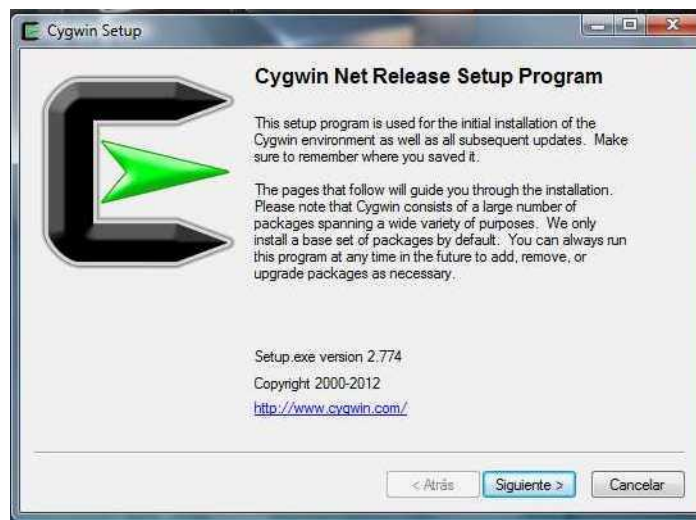 Cygwin Setup
Cygwin Net Release Setup Program
This setup program is used for the initial installation of the
Cygwin environment as well as all subsequent updates. Make
sure to remember where you saved it.
The pages that follow will guide you through the installation.
Please note that Cygwin consists of a large number of
packages spanning a wide variety of purposes. We only
install a base set of packages by default. You can always run
this program at any time in the future to add, remove, or
upgrade packages as necessary.
Setup.exe version 2.774
Copyright 2000-2012
http://www.cygwin.com/
< Atrás Siguiente > Cancelar